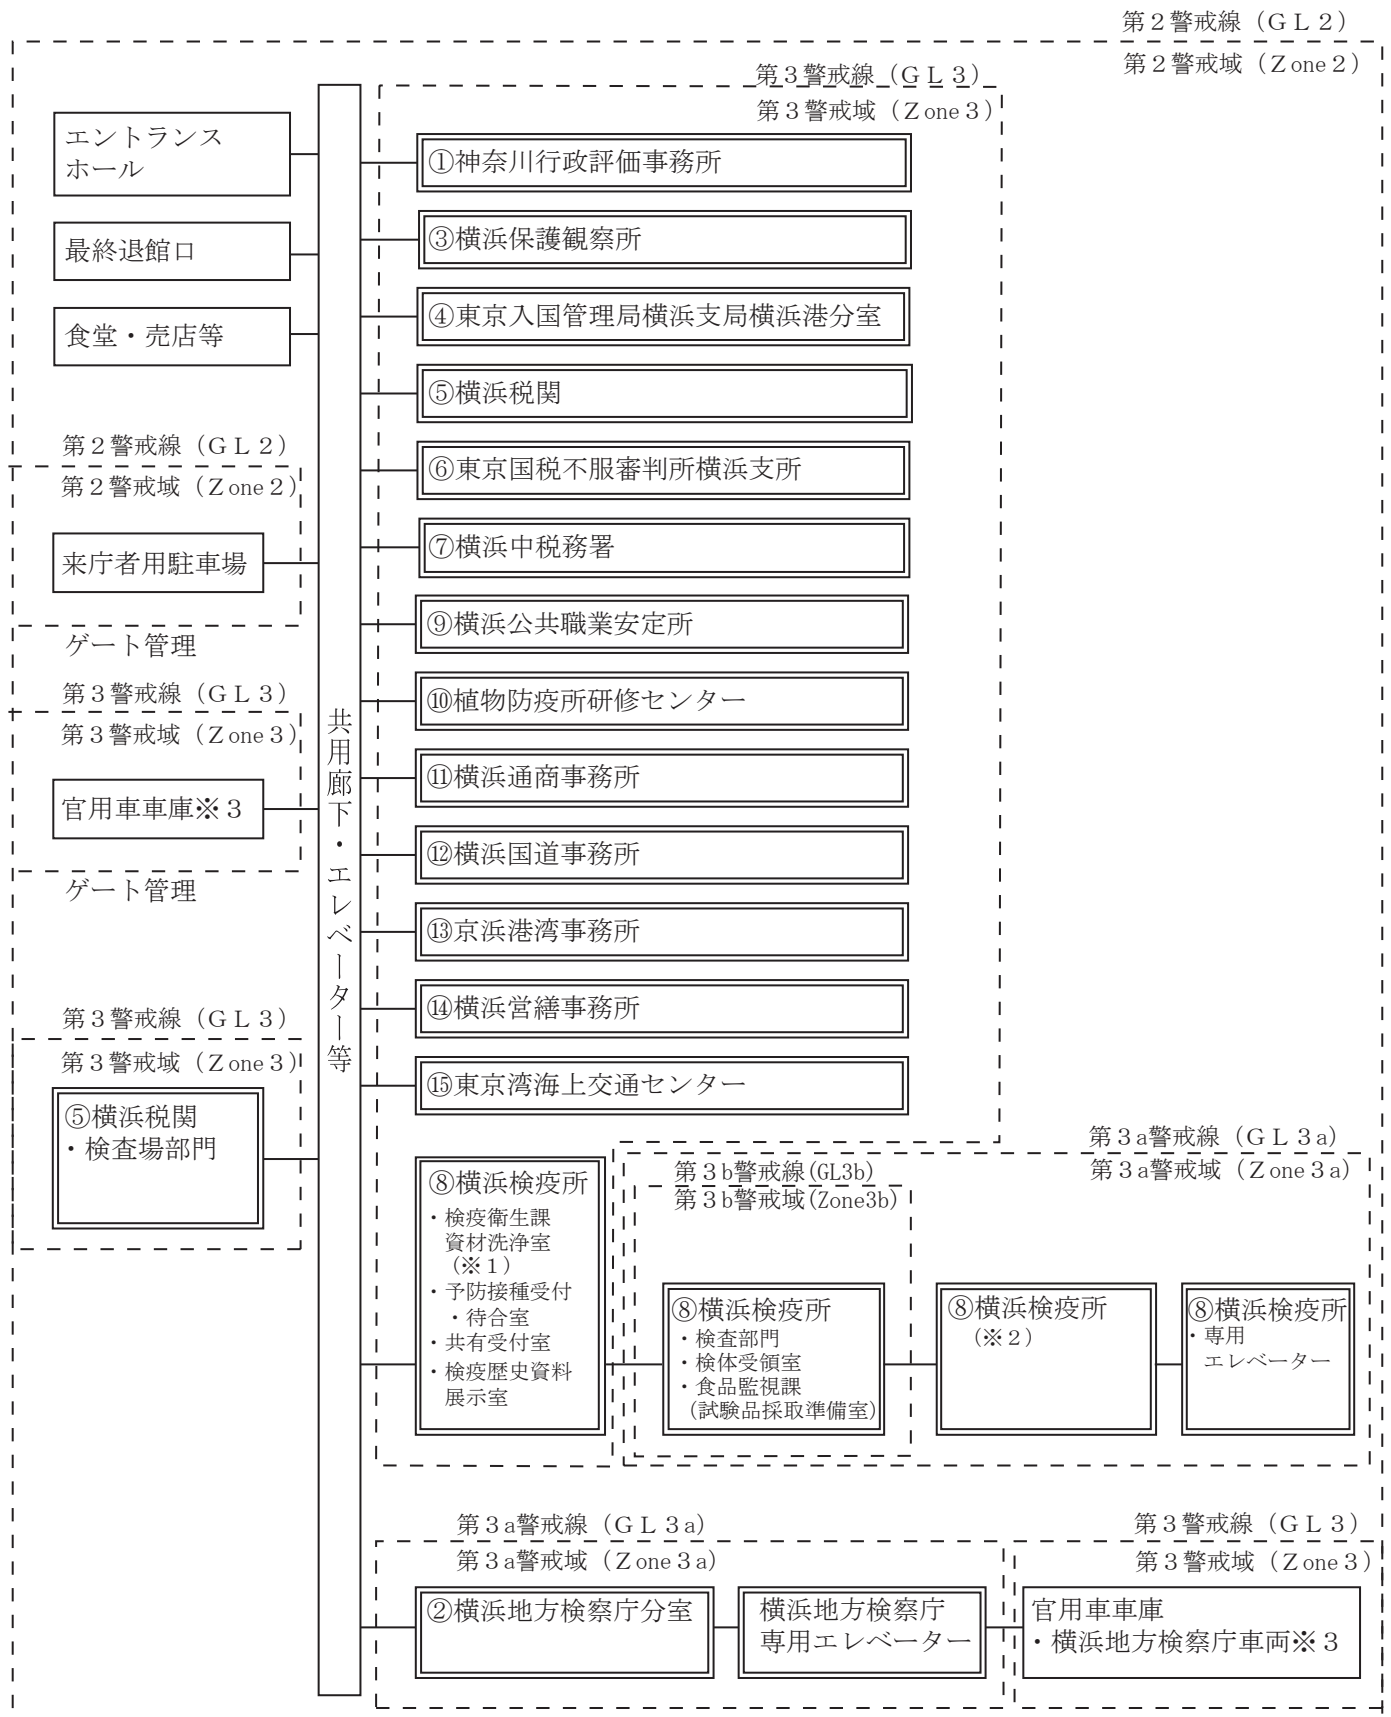 第２警戒線（ＧＬ２）
第２警戒域（Ｚone２）
第３警戒線（ＧＬ３）
第３警戒域（Ｚone３）
エントランス
ホール
最終退館口
食堂・売店等
第２警戒線（ＧＬ２）
第２警戒域（Ｚone２）
来庁者用駐車場
ゲート管理
第３警戒線（ＧＬ３）
第３警戒域（Ｚone３）
官用車車庫※３
ゲート管理
第３警戒線（ＧＬ３）
第３警戒域（Ｚone３）
⑤横浜税関
・検査場部門
共用廊下・エレベーター等
①神奈川行政評価事務所
③横浜保護観察所
④東京入国管理局横浜支局横浜港分室
⑤横浜税関
⑥東京国税不服審判所横浜支所
⑦横浜中税務署
⑨横浜公共職業安定所
⑩植物防疫所研修センター
⑪横浜通商事務所
⑫横浜国道事務所
⑬京浜港湾事務所
⑭横浜営繕事務所
⑮東京湾海上交通センター
⑧横浜検疫所
・検疫衛生課
資材洗浄室
（※１）
・予防接種受付
・待合室
・共有受付室
・検疫歴史資料
展示室
第３a警戒線（ＧＬ３a）
第３a警戒域（Ｚone３a）
第３b警戒線(GL3b)
第３b警戒域(Zone3b)
⑧横浜検疫所
・検査部門
・検体受領室
・食品監視課
(試験品採取準備室)
⑧横浜検疫所
（※２）
⑧横浜検疫所
・専用
エレベーター
第３a警戒線（ＧＬ３a）
第３a警戒域（Ｚone３a）
②横浜地方検察庁分室
横浜地方検察庁
専用エレベーター
第３警戒線（ＧＬ３）
第３警戒域（Ｚone３）
官用車車庫
・横浜地方検察庁車両※３